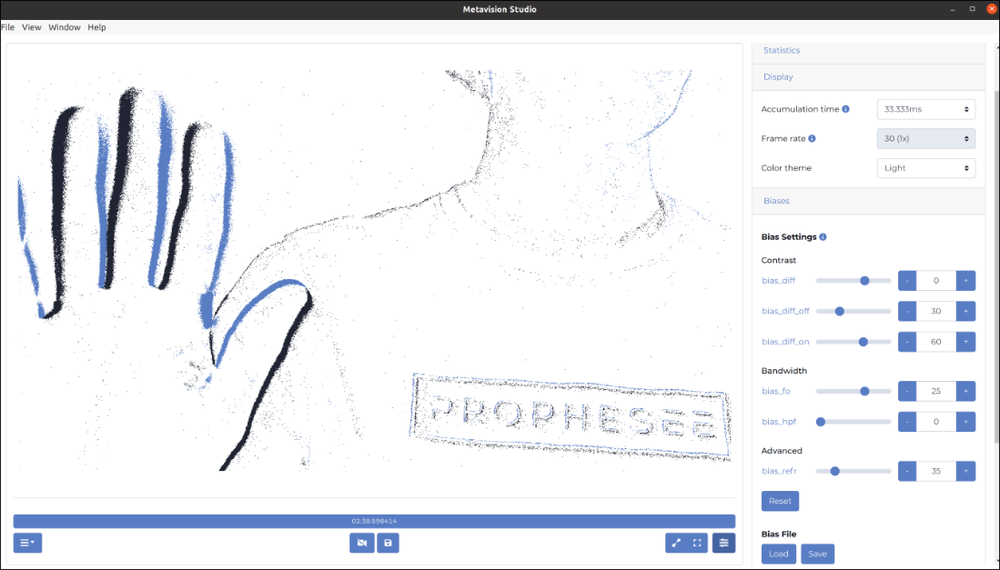 Metavision Studio
File View Window Help
Statistics
Display
Accumulation time 33.333ms
Frame rate 30 (1x)
Color theme Light
Biases
Bias Settings
Contrast
bias_diff - 0 +
bias_diff_off - 30 +
bias_diff_on - 60 +
Bandwidth
bias_fo - 25 +
bias_hpf - 0 +
Advanced
bias_refr - 35 +
Reset
Bias File
Load Save
PROPHESEE
02:38.598414